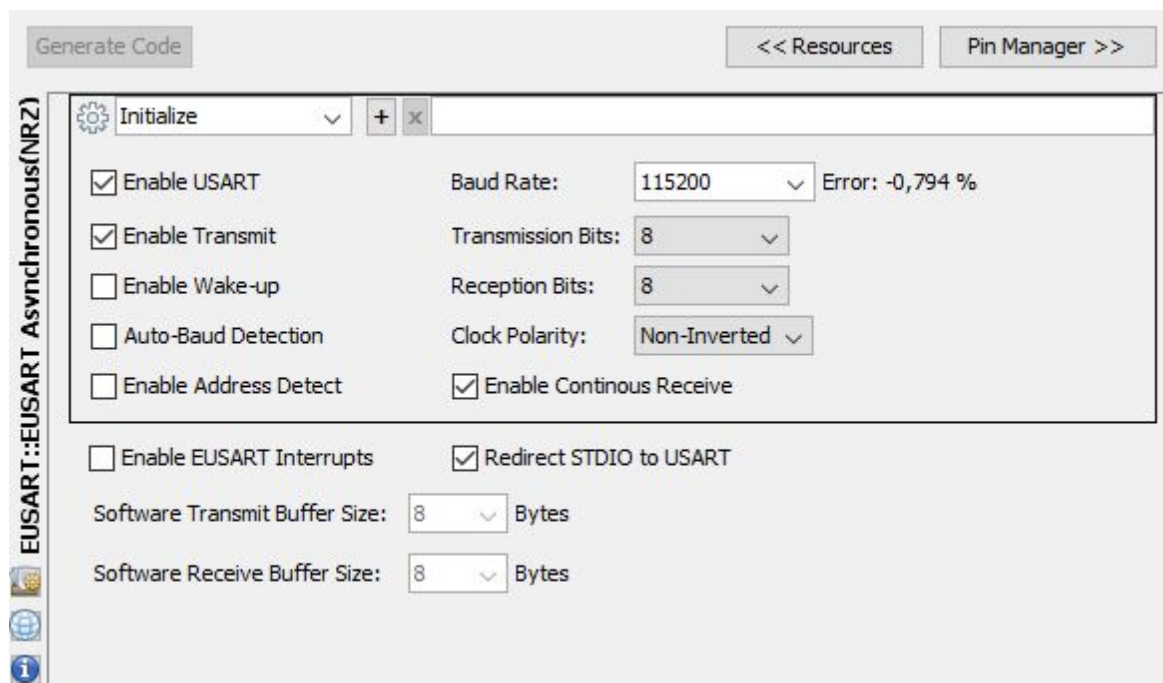 Generate Code
<< Resources
Pin Manager >>
EUSART::EUSART Asynchronous(NRZ)
Initialize
+
x
Enable USART
Baud Rate: 115200 Error: -0,794 %
Enable Transmit
Transmission Bits: 8
Enable Wake-up
Reception Bits: 8
Auto-Baud Detection
Clock Polarity: Non-Inverted
Enable Address Detect
Enable Continous Receive
Enable EUSART Interrupts
Redirect STDIO to USART
Software Transmit Buffer Size: 8 Bytes
Software Receive Buffer Size: 8 Bytes